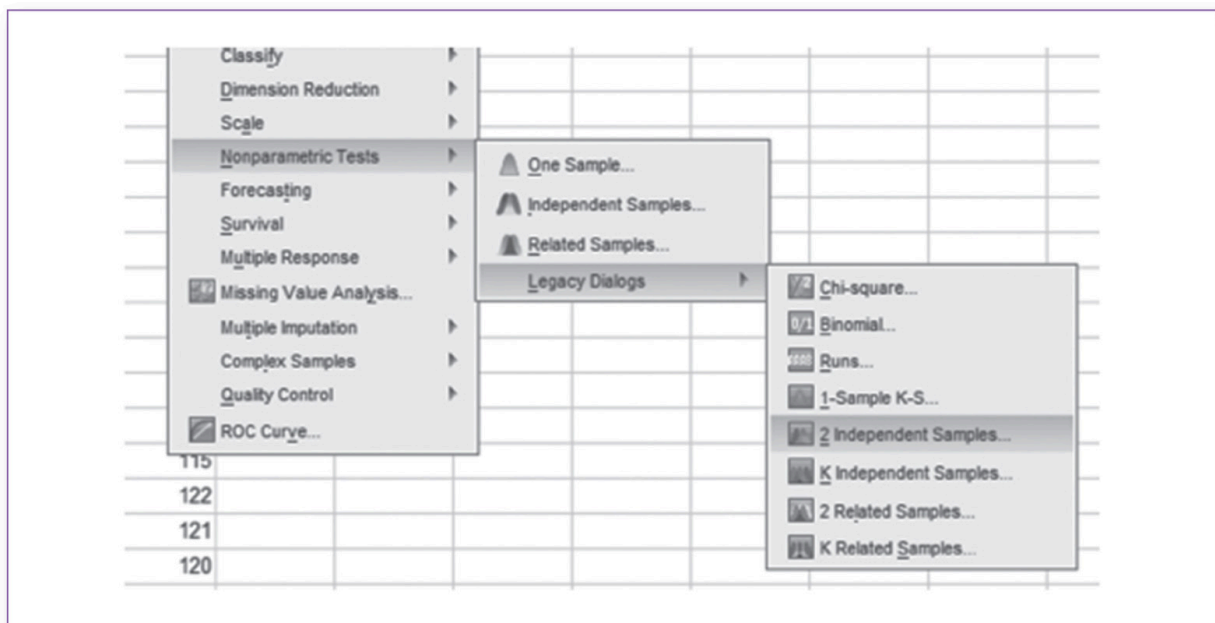 Classify
Dimension Reduction
Scale
Nonparametric Tests
Forecasting
Survival
Multiple Response
Missing Value Analysis...
Multiple Imputation
Complex Samples
Quality Control
ROC Curve...
One Sample...
Independent Samples...
Related Samples...
Legacy Dialogs
Chi-square...
Binomial...
Runs...
1-Sample K-S...
2 Independent Samples...
K Independent Samples...
2 Related Samples...
K Related Samples...
115
122
121
120